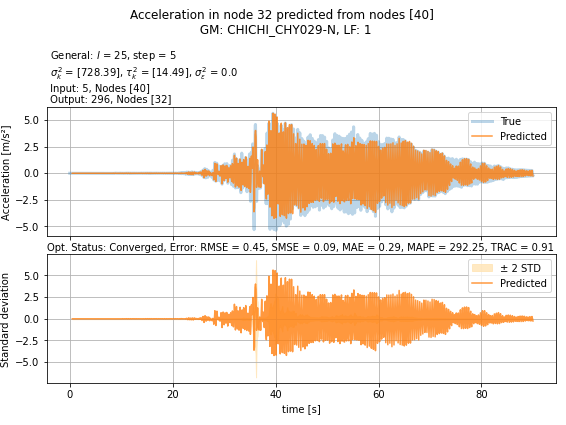 Acceleration in node 32 predicted from nodes [40]
GM: CHICHI_CHY029-N, LF: 1
General: l = 25, step = 5
σ²ₖ = [728.39], τ²ₖ = [14.49], σ²ε = 0.0
Input: 5, Nodes [40]
Output: 296, Nodes [32]
Acceleration [m/s²]
5.0
2.5
0.0
−2.5
−5.0
True
Predicted
Opt. Status: Converged, Error: RMSE = 0.45, SMSE = 0.09, MAE = 0.29, MAPE = 292.25, TRAC = 0.91
Standard deviation
5.0
2.5
0.0
−2.5
−5.0
± 2 STD
Predicted
0 20 40 60 80
time [s]